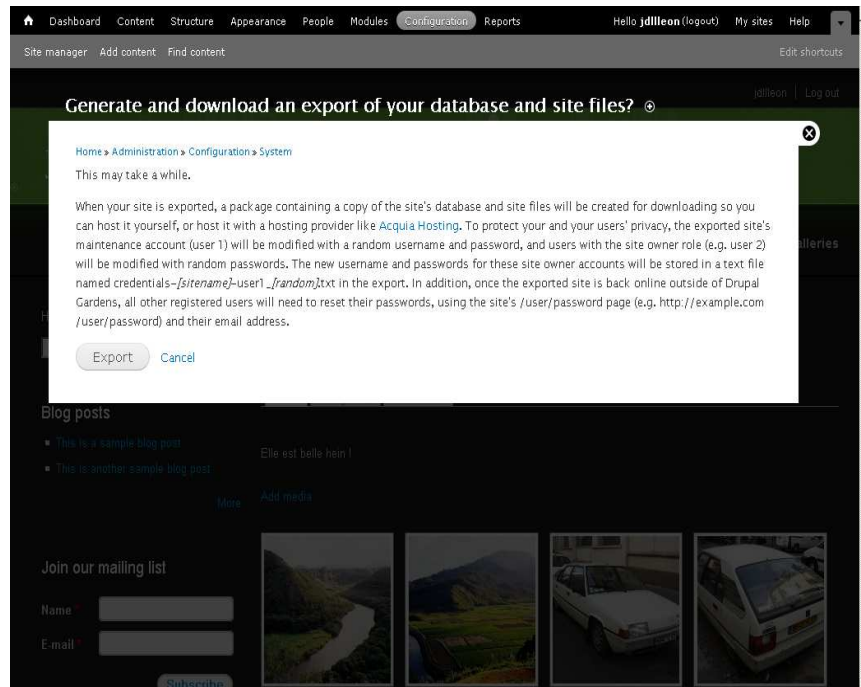 Dashboard Content Structure Appearance People Modules Configuration Reports Hello jdllleon (logout) My sites Help
Site manager Add content Find content Edit shortcuts
jdllleon | Log out
Generate and download an export of your database and site files?
Home » Administration » Configuration » System
This may take a while.
When your site is exported, a package containing a copy of the site's database and site files will be created for downloading so you
can host it yourself, or host it with a hosting provider like Acquia Hosting. To protect your and your users' privacy, the exported site's
maintenance account (user 1) will be modified with a random username and password, and users with the site owner role (e.g. user 2)
will be modified with random passwords. The new username and passwords for these site owner accounts will be stored in a text file
named credentials-[sitename]-user1_[random].txt in the export. In addition, once the exported site is back online outside of Drupal
Gardens, all other registered users will need to reset their passwords, using the site's /user/password page (e.g. http://example.com
/user/password) and their email address.
Export Cancel
Blog posts
This is a sample blog post
This is another sample blog post
More
Elle est belle hein !
Add media
Join our mailing list
Name *
E-mail *
Subscribe